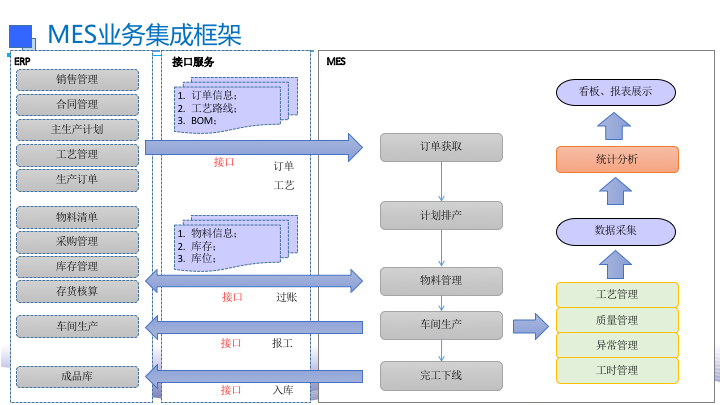 MES业务集成框架
ERP
销售管理
合同管理
主生产计划
工艺管理
生产订单
物料清单
采购管理
库存管理
存货核算
车间生产
成品库
接口服务
1. 订单信息;
2. 工艺路线;
3. BOM;
接口
订单
工艺
1. 物料信息;
2. 库存;
3. 库位;
接口 过账
接口 报工
接口 入库
MES
订单获取
计划排产
物料管理
车间生产
完工下线
看板、报表展示
统计分析
数据采集
工艺管理
质量管理
异常管理
工时管理